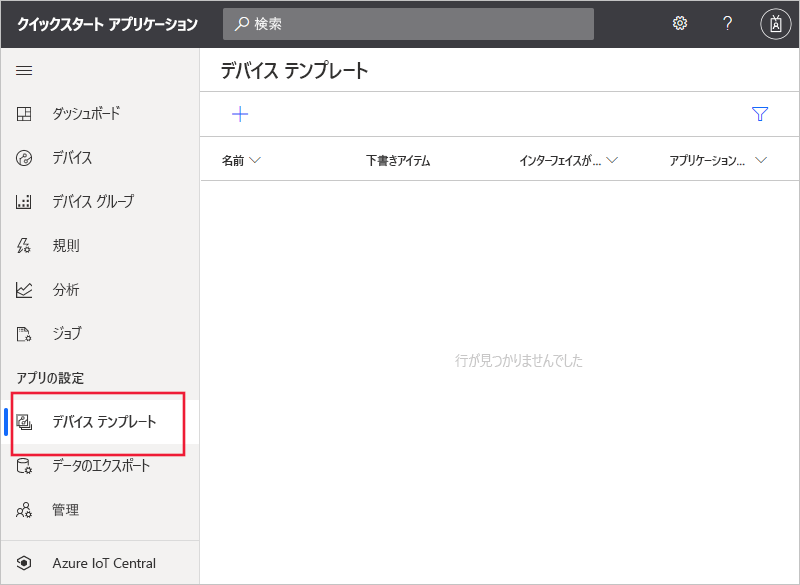 クイックスタート アプリケーション
検索
?
デバイス テンプレート
ダッシュボード
デバイス
デバイス グループ
規則
分析
ジョブ
アプリの設定
デバイス テンプレート
データのエクスポート
管理
Azure IoT Central
名前 下書きアイテム インターフェイスが... アプリケーション...
行が見つかりませんでした